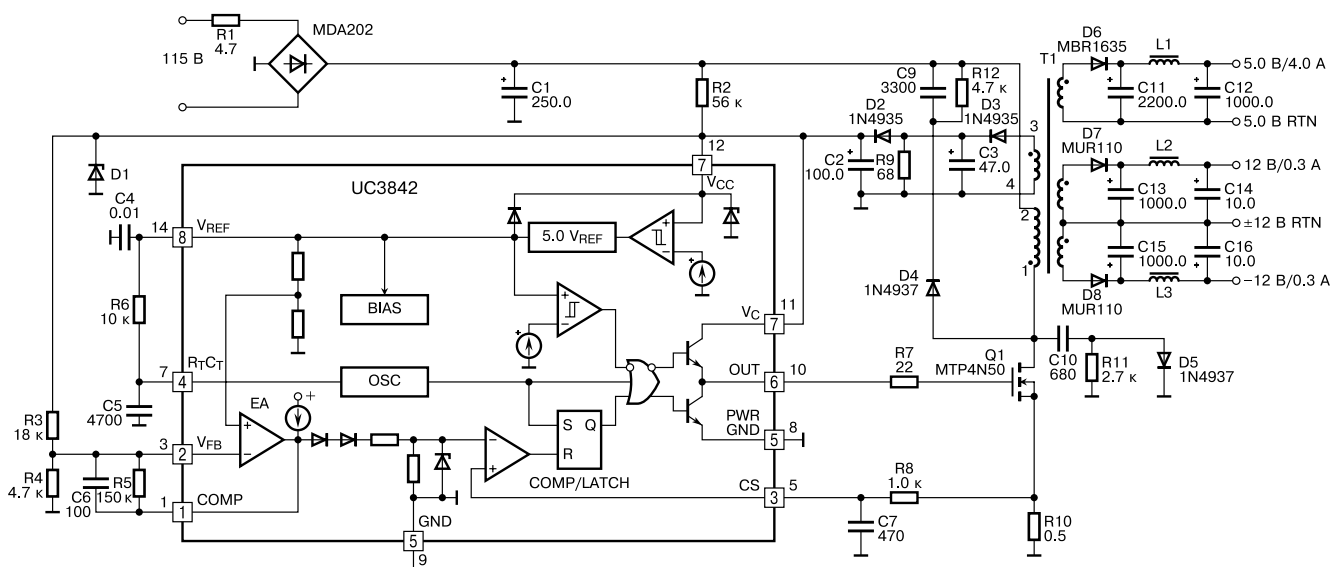 MDA202
R1
4.7
115 В
C1
250.0
R2
56 к
C9
3300
R12
4.7 к
D2
1N4935
D3
1N4935
C2
100.0
R9
68
C3
47.0
T1
3
4
2
1
D6
MBR1635
L1
5.0 В/4.0 А
C11
2200.0
C12
1000.0
5.0 В RTN
D7
MUR110
L2
12 В/0.3 А
C13
1000.0
C14
10.0
±12 В RTN
C15
1000.0
C16
10.0
D8
MUR110
L3
−12 В/0.3 А
D1
C4
0.01
UC3842
12
7
VCC
14
8
VREF
5.0 VREF
R6
10 к
BIAS
D4
1N4937
11
VC
7
7
4
RTCT
OSC
OUT
6
10
R7
22
Q1
MTP4N50
C10
680
R11
2.7 к
D5
1N4937
C5
4700
EA
+
+
−
S
Q
R
COMP/LATCH
PWR
GND
5
8
R3
18 к
3
2
VFB
R4
4.7 к
C6
100
R5
150 к
1
1
COMP
GND
5
9
CS
3
5
R8
1.0 к
C7
470
R10
0.5